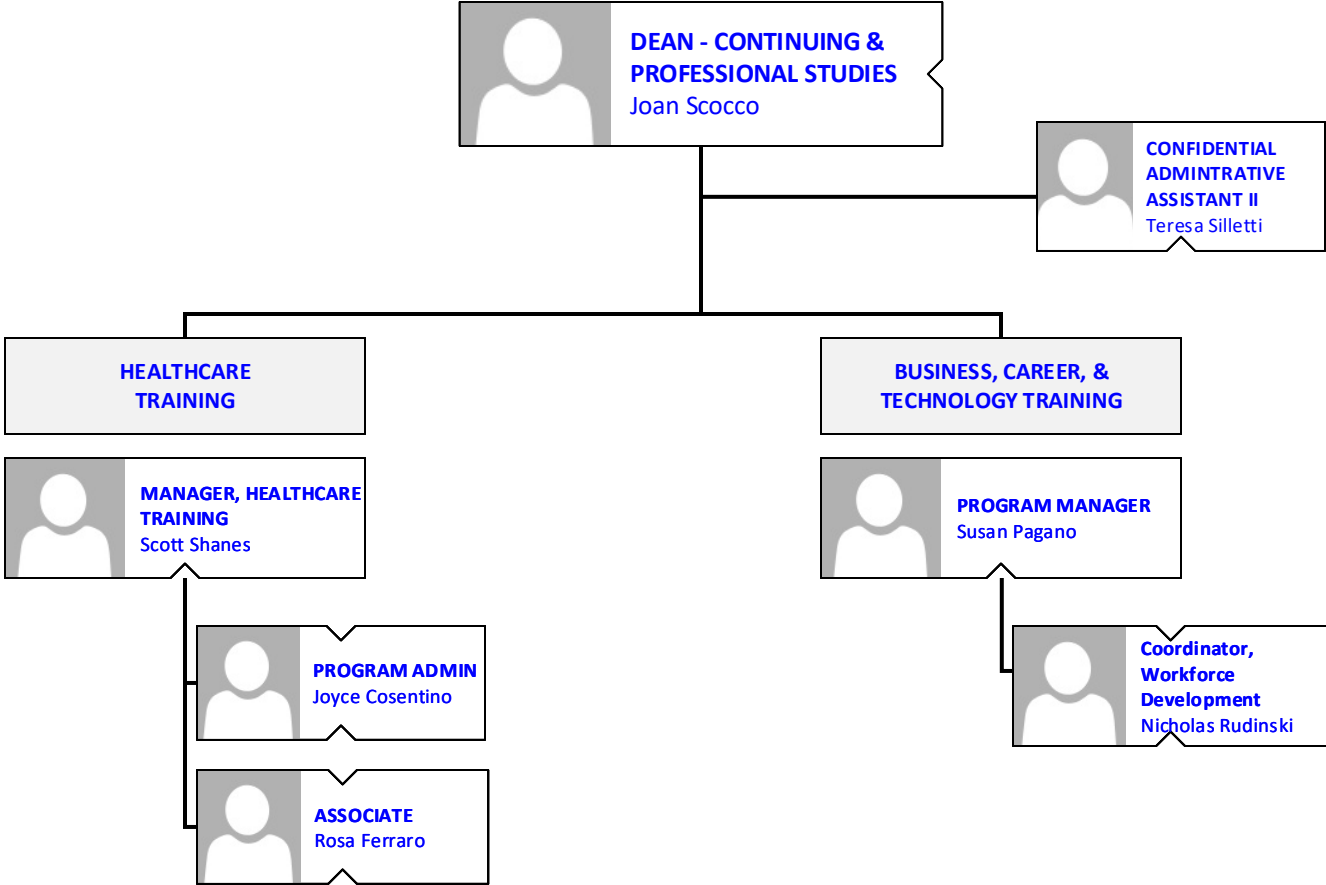 DEAN - CONTINUING &
PROFESSIONAL STUDIES
Joan Scocco
CONFIDENTIAL
ADMINTRATIVE
ASSISTANT II
Teresa Silletti
HEALTHCARE
TRAINING
BUSINESS, CAREER, &
TECHNOLOGY TRAINING
MANAGER, HEALTHCARE
TRAINING
Scott Shanes
PROGRAM MANAGER
Susan Pagano
PROGRAM ADMIN
Joyce Cosentino
Coordinator,
Workforce
Development
Nicholas Rudinski
ASSOCIATE
Rosa Ferraro